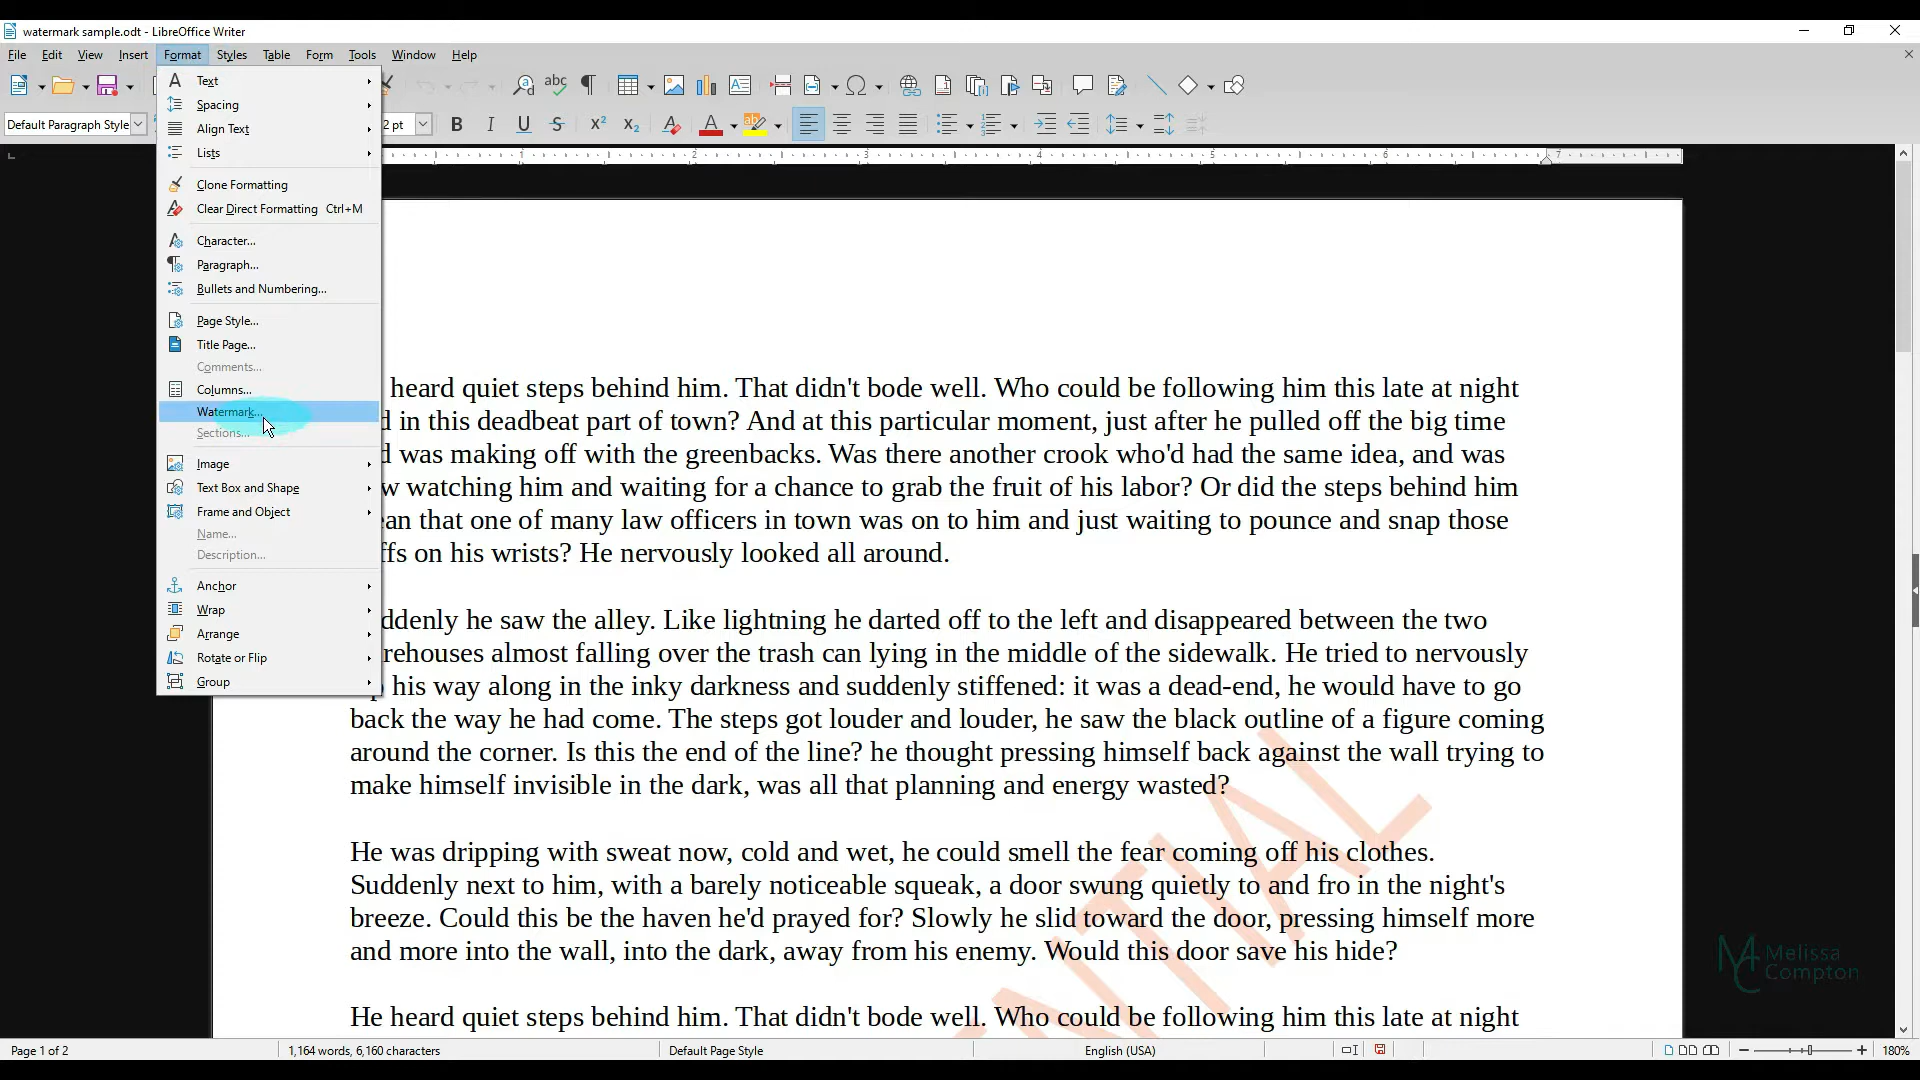 watermark sample.odt - LibreOffice Writer
File Edit View Insert Format Styles Table Form Tools Window Help
Default Paragraph Style
2 pt
Text
Spacing
Align Text
Lists
Clone Formatting
Clear Direct Formatting Ctrl+M
Character...
Paragraph...
Bullets and Numbering...
Page Style...
Title Page...
Comments...
Columns...
Watermark...
Sections...
Image
Text Box and Shape
Frame and Object
Name...
Description...
Anchor
Wrap
Arrange
Rotate or Flip
Group
1 2 3 4 5 6 7
heard quiet steps behind him. That didn't bode well. Who could be following him this late at night
d in this deadbeat part of town? And at this particular moment, just after he pulled off the big time
d was making off with the greenbacks. Was there another crook who'd had the same idea, and was
w watching him and waiting for a chance to grab the fruit of his labor? Or did the steps behind him
ean that one of many law officers in town was on to him and just waiting to pounce and snap those
ffs on his wrists? He nervously looked all around.
ddenly he saw the alley. Like lightning he darted off to the left and disappeared between the two
rehouses almost falling over the trash can lying in the middle of the sidewalk. He tried to nervously
p his way along in the inky darkness and suddenly stiffened: it was a dead-end, he would have to go
back the way he had come. The steps got louder and louder, he saw the black outline of a figure coming
around the corner. Is this the end of the line? he thought pressing himself back against the wall trying to
make himself invisible in the dark, was all that planning and energy wasted?
He was dripping with sweat now, cold and wet, he could smell the fear coming off his clothes.
Suddenly next to him, with a barely noticeable squeak, a door swung quietly to and fro in the night's
breeze. Could this be the haven he'd prayed for? Slowly he slid toward the door, pressing himself more
and more into the wall, into the dark, away from his enemy. Would this door save his hide?
He heard quiet steps behind him. That didn't bode well. Who could be following him this late at night
NTIAL
MC Melissa
Compton
Page 1 of 2 1,164 words, 6,160 characters Default Page Style English (USA) 180%